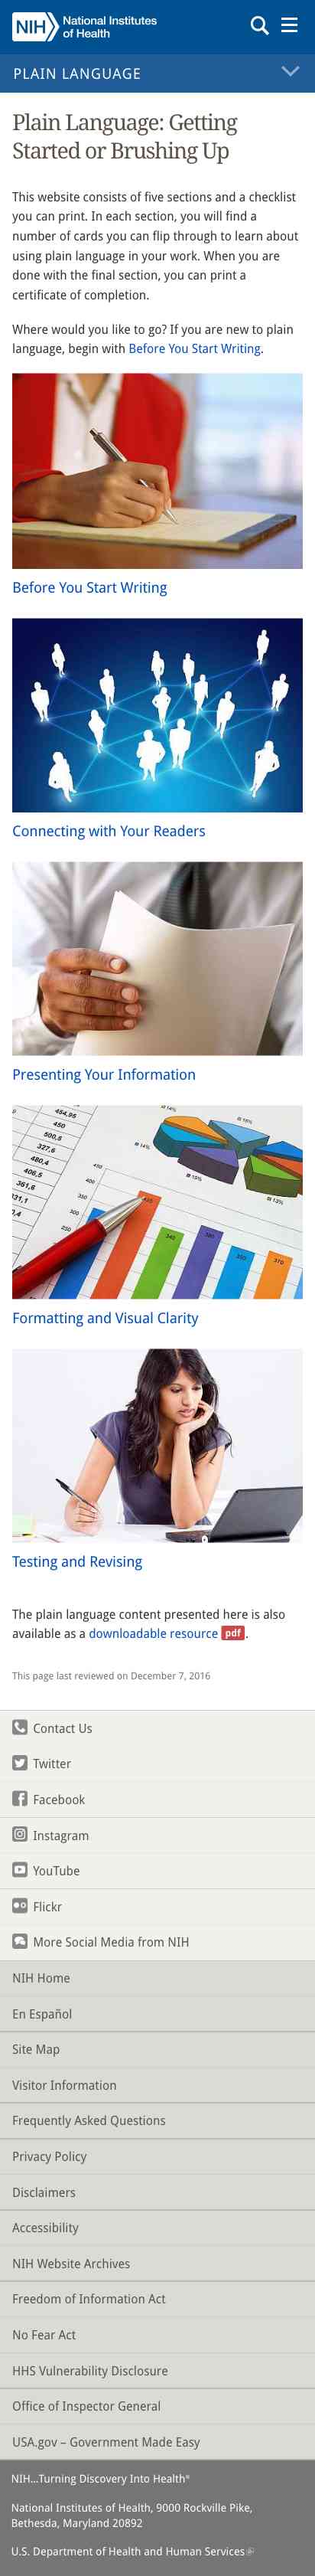 NIH
National Institutes
of Health
PLAIN LANGUAGE
Plain Language: Getting
Started or Brushing Up
This website consists of five sections and a checklist
you can print. In each section, you will find a
number of cards you can flip through to learn about
using plain language in your work. When you are
done with the final section, you can print a
certificate of completion.
Where would you like to go? If you are new to plain
language, begin with Before You Start Writing.
Before You Start Writing
Connecting with Your Readers
Presenting Your Information
Formatting and Visual Clarity
Testing and Revising
The plain language content presented here is also
available as a downloadable resource pdf.
This page last reviewed on December 7, 2016
Contact Us
Twitter
Facebook
Instagram
YouTube
Flickr
More Social Media from NIH
NIH Home
En Español
Site Map
Visitor Information
Frequently Asked Questions
Privacy Policy
Disclaimers
Accessibility
NIH Website Archives
Freedom of Information Act
No Fear Act
HHS Vulnerability Disclosure
Office of Inspector General
USA.gov – Government Made Easy
NIH...Turning Discovery Into Health®
National Institutes of Health, 9000 Rockville Pike,
Bethesda, Maryland 20892
U.S. Department of Health and Human Services